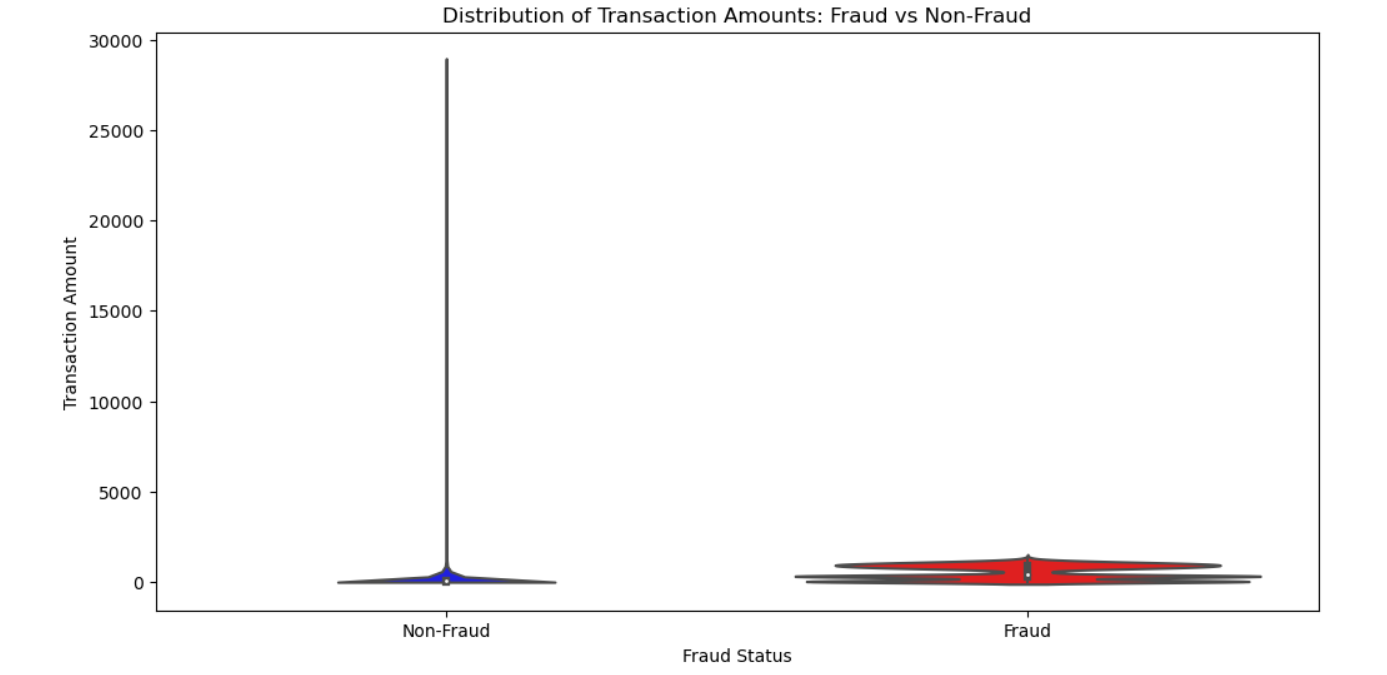 Distribution of Transaction Amounts: Fraud vs Non-Fraud
30000
25000
20000
15000
10000
5000
0
Transaction Amount
Non-Fraud
Fraud
Fraud Status